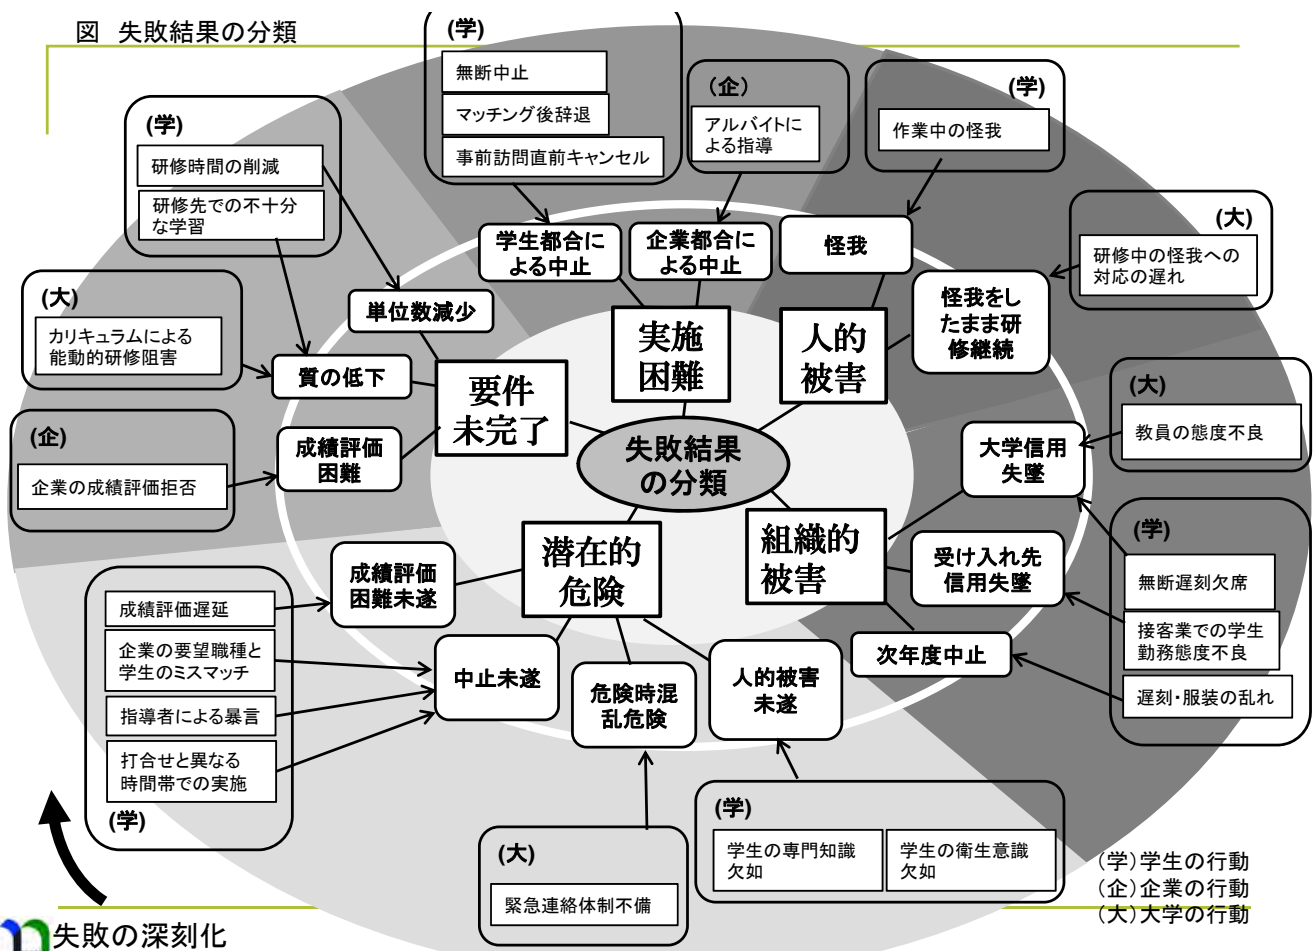 図 失敗結果の分類
(学)
無断中止
マッチング後辞退
事前訪問直前キャンセル
(企)
アルバイトに
よる指導
(学)
作業中の怪我
(学)
研修時間の削減
研修先での不十分
な学習
(大)
研修中の怪我への
対応の遅れ
学生都合に
よる中止
企業都合に
よる中止
怪我
怪我をし
たまま研
修継続
(大)
カリキュラムによる
能動的研修阻害
単位数減少
質の低下
実施
困難
人的
被害
要件
未完了
(大)
教員の態度不良
(企)
企業の成績評価拒否
成績評価
困難
失敗結果
の分類
大学信用
失墜
潜在的
危険
組織的
被害
受け入れ先
信用失墜
次年度中止
(学)
無断遅刻欠席
接客業での学生
勤務態度不良
遅刻・服装の乱れ
成績評価
困難未遂
中止未遂
危険時混
乱危険
人的被害
未遂
成績評価遅延
企業の要望職種と
学生のミスマッチ
指導者による暴言
打合せと異なる
時間帯での実施
(学)
(大)
緊急連絡体制不備
(学)
学生の専門知識
欠如
学生の衛生意識
欠如
(学)学生の行動
(企)企業の行動
(大)大学の行動
失敗の深刻化